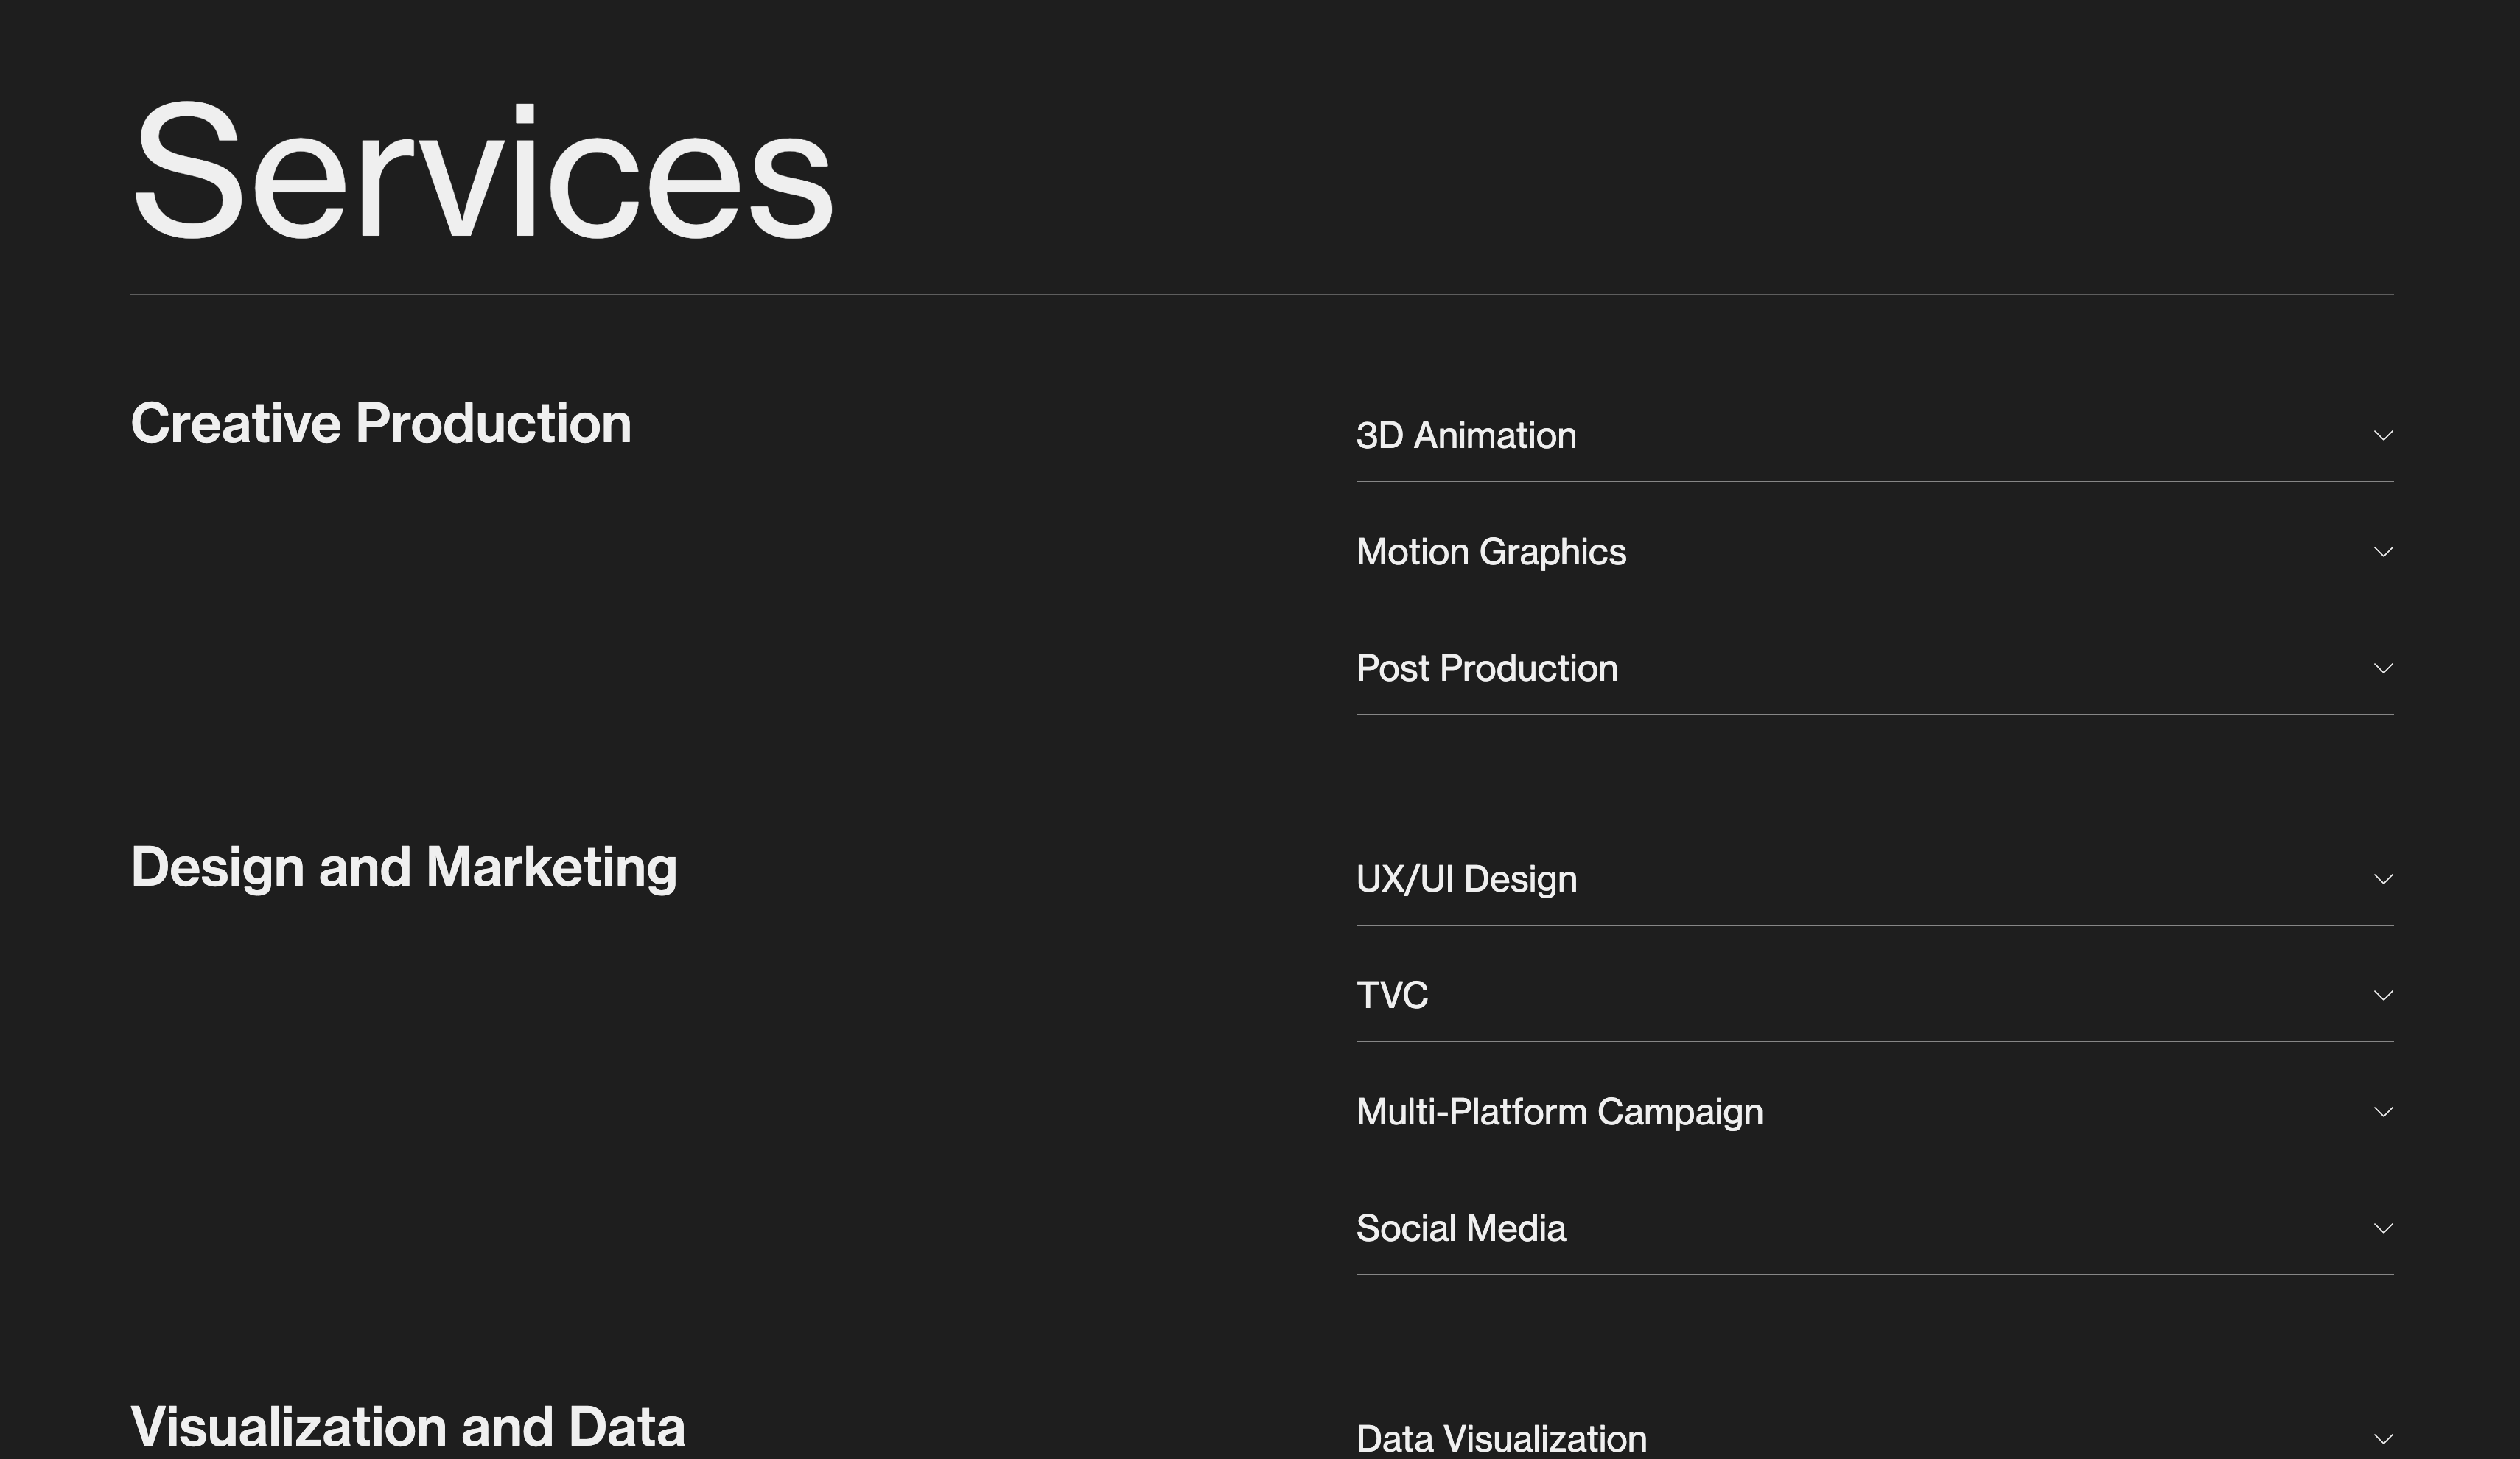 Services
Creative Production
3D Animation
Motion Graphics
Post Production
Design and Marketing
UX/UI Design
TVC
Multi-Platform Campaign
Social Media
Visualization and Data
Data Visualization